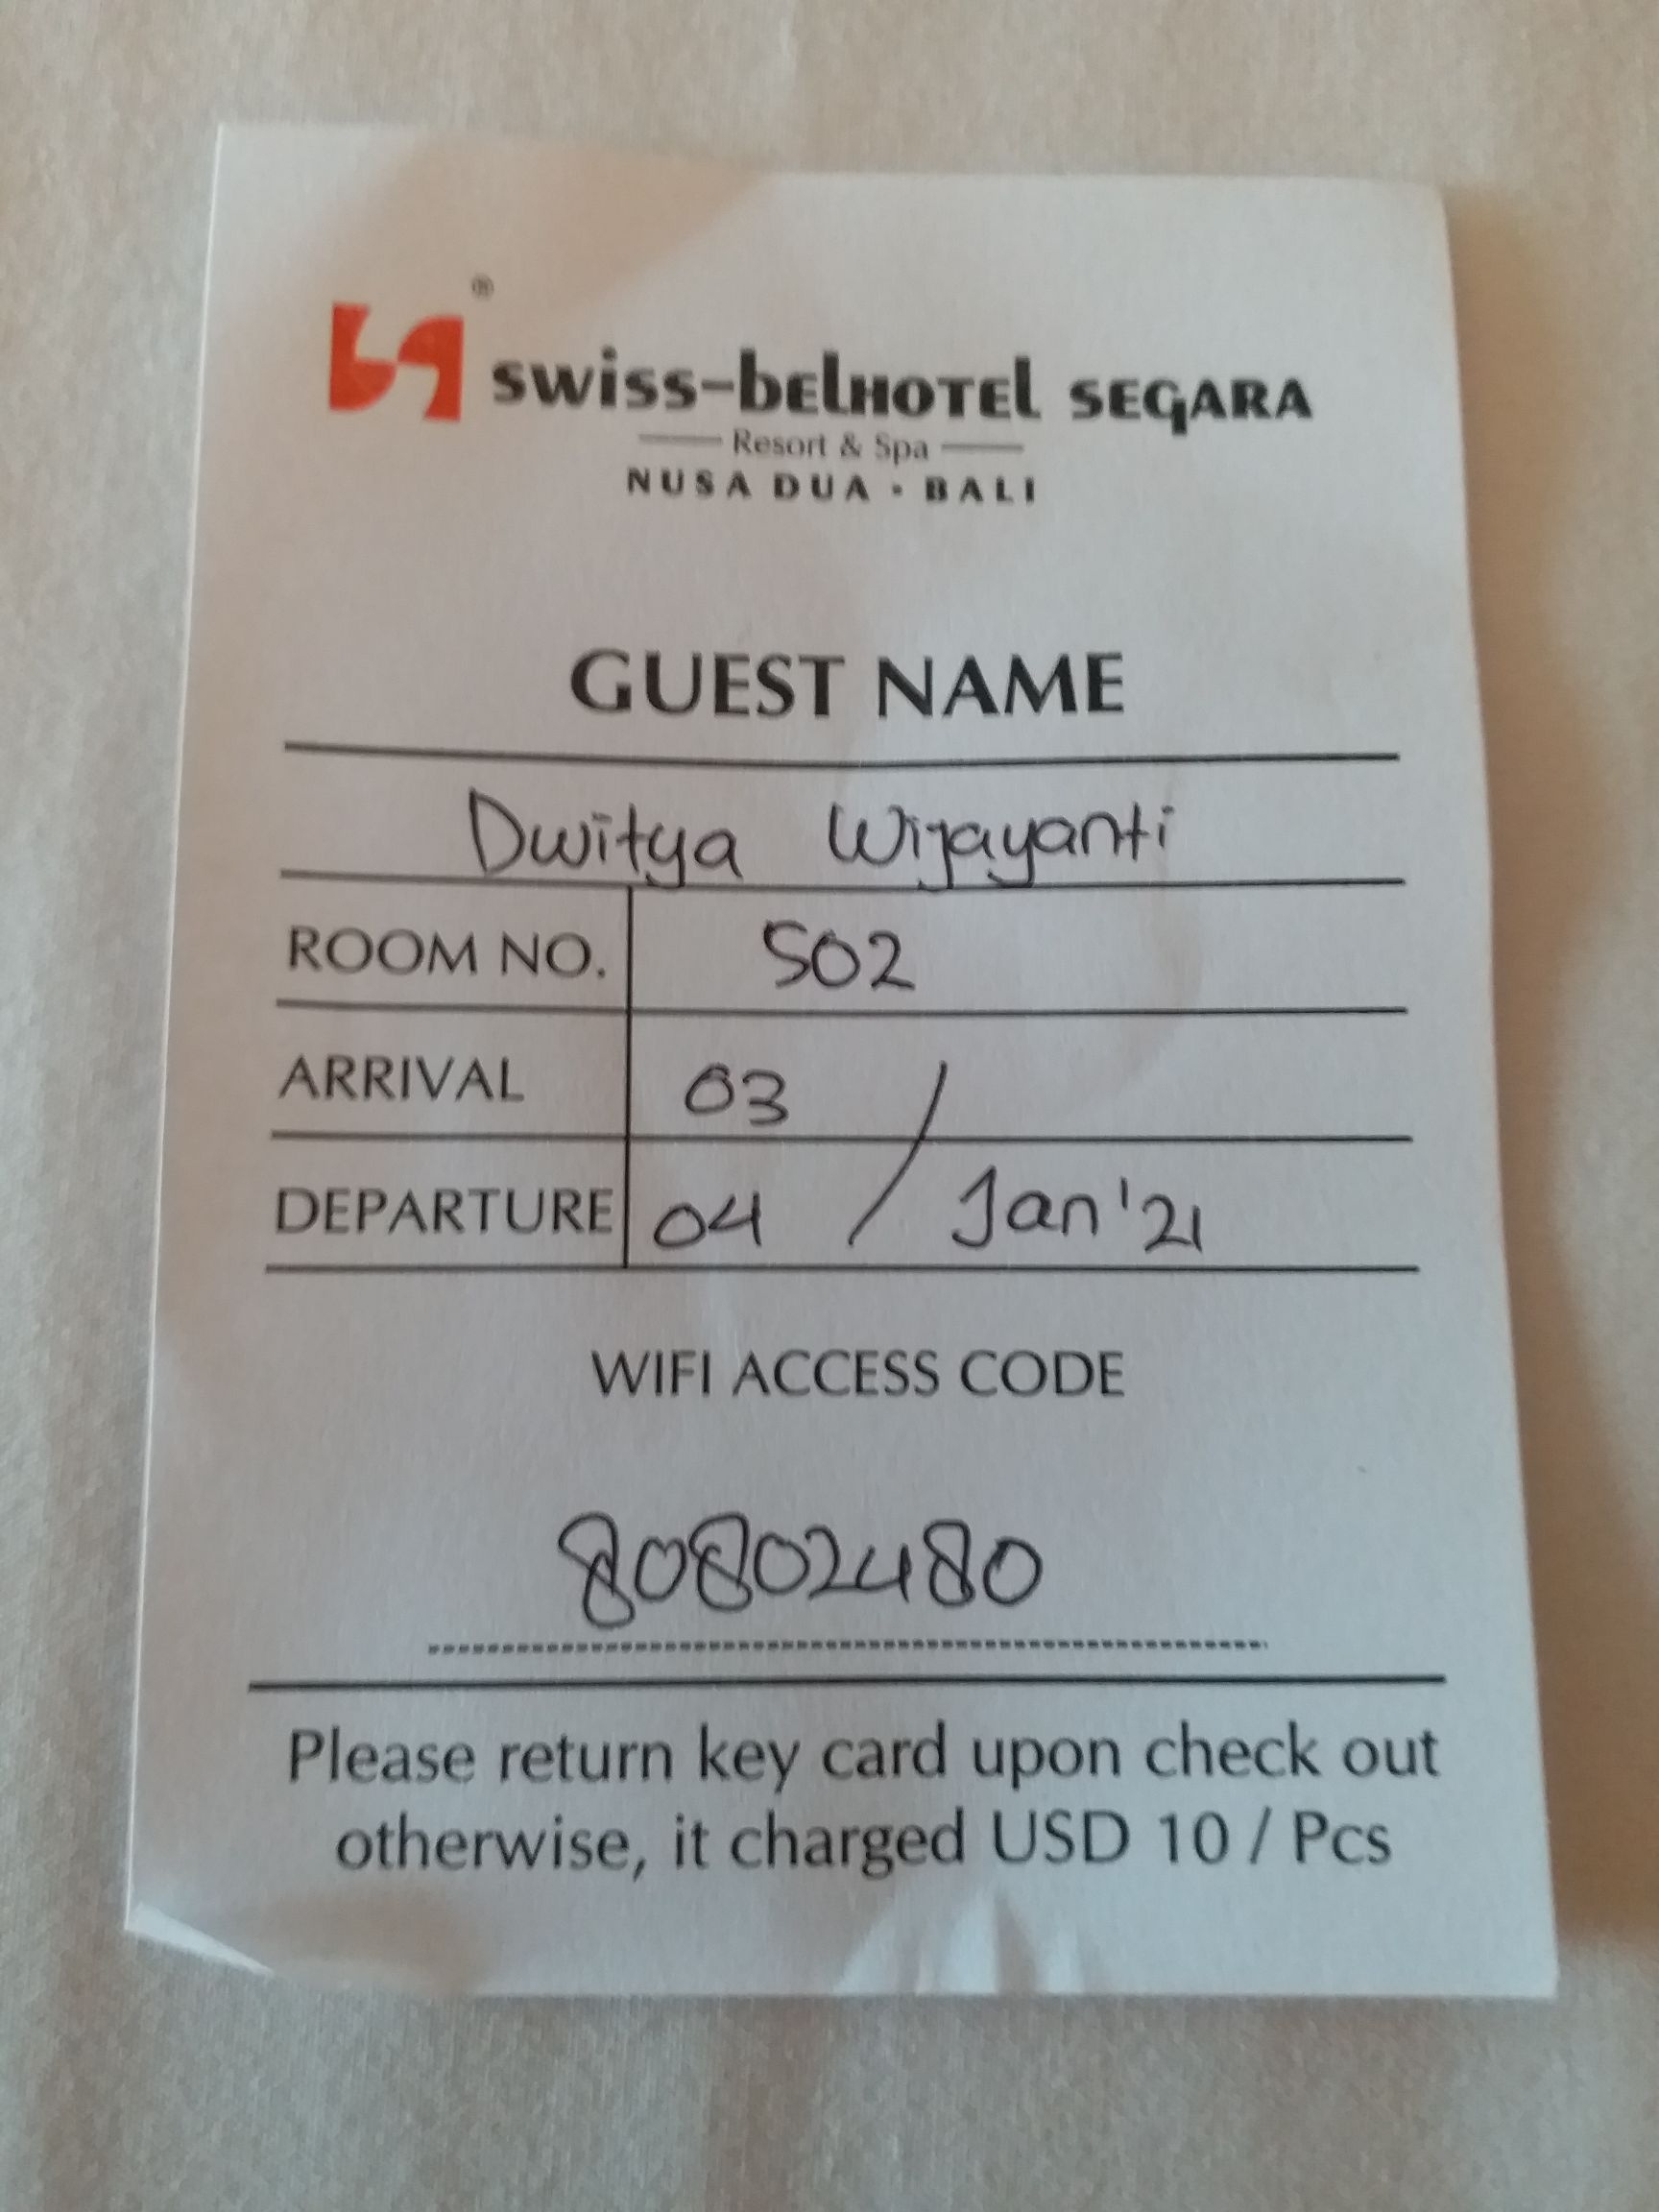 ®
swiss-belHOTEL SEGARA
Resort & Spa
NUSA DUA • BALI
GUEST NAME
Dwitya Wijayanti
ROOM NO. 502
ARRIVAL 03 /
DEPARTURE 04 / Jan '21
WIFI ACCESS CODE
80802480
Please return key card upon check out
otherwise, it charged USD 10 / Pcs